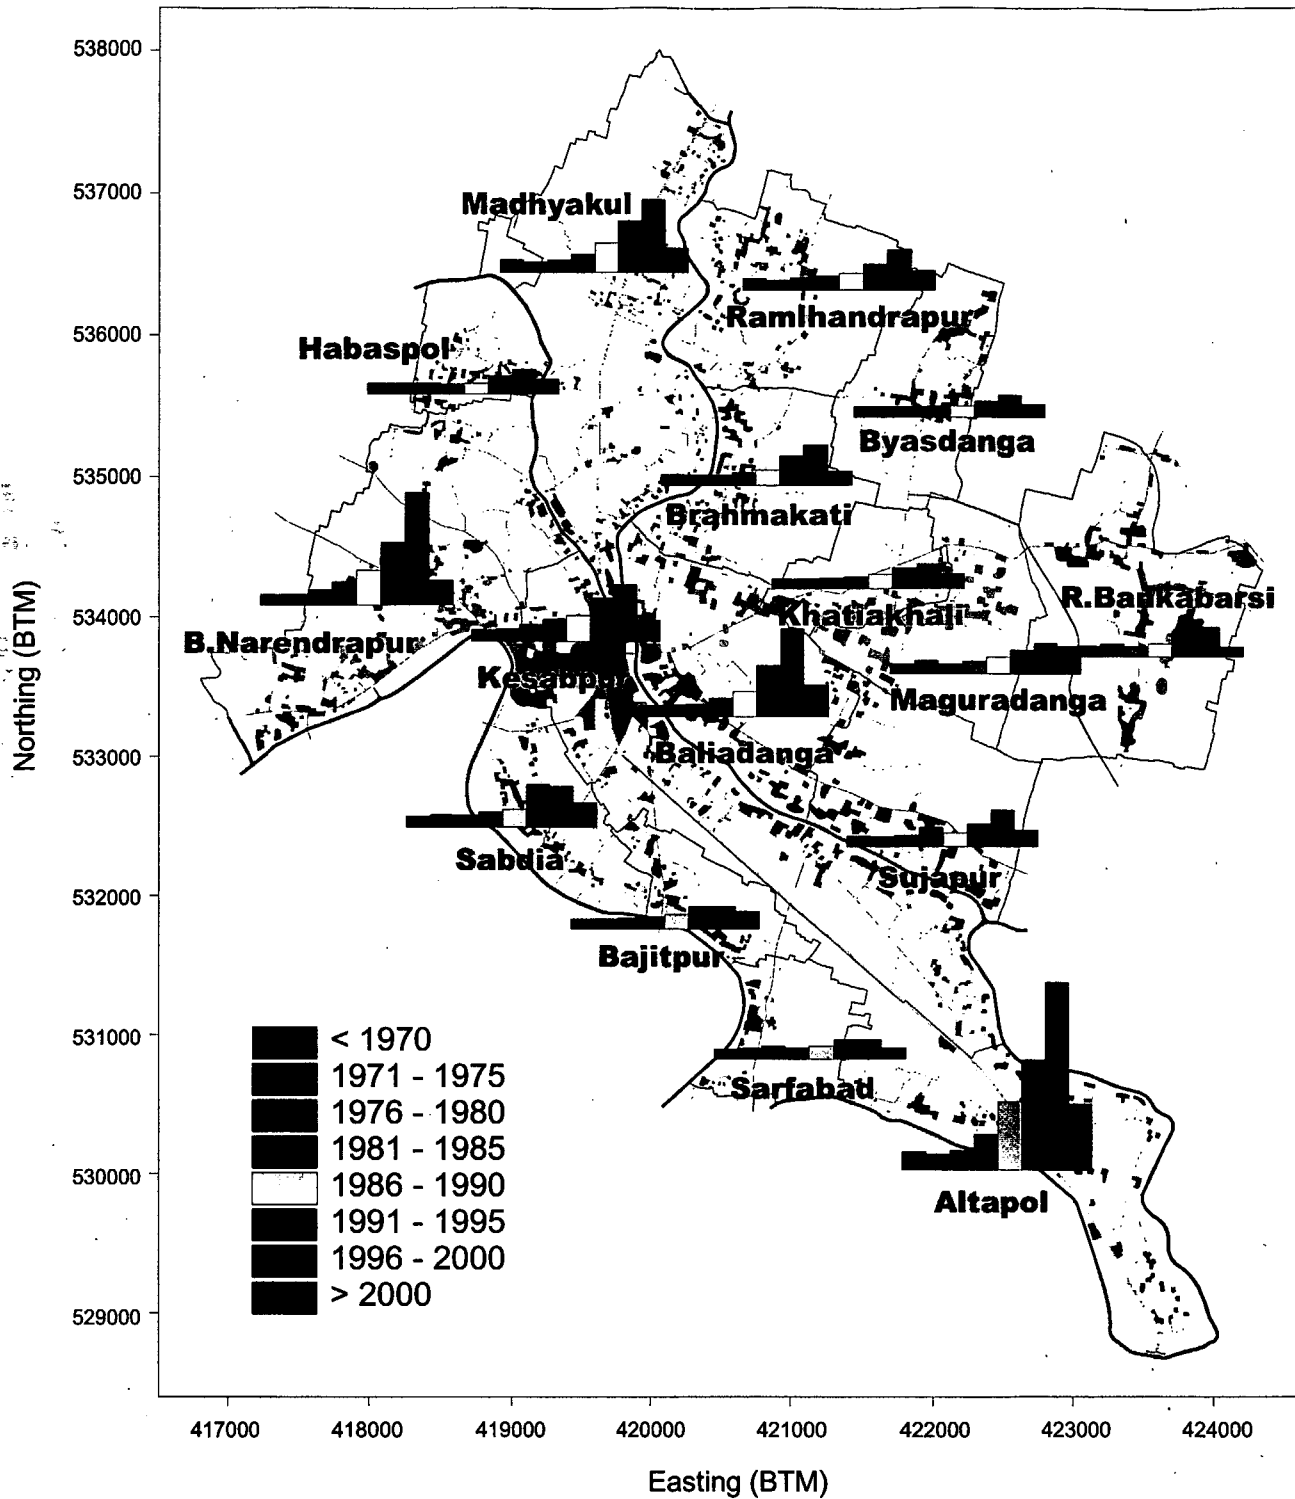 538000
537000
536000
535000
534000
533000
532000
531000
530000
529000
Northing (BTM)
Madhyakul
Ramlhandrapur
Habaspol
Byasdanga
Brahmakati
Khatiakhali
R.Bankabarsi
B.Narendrapur
Kesabpur
Maguradanga
Baliadanga
Sabdia
Sujapur
Bajitpur
Sarfabad
Altapol
< 1970
1971 - 1975
1976 - 1980
1981 - 1985
1986 - 1990
1991 - 1995
1996 - 2000
> 2000
417000 418000 419000 420000 421000 422000 423000 424000
Easting (BTM)